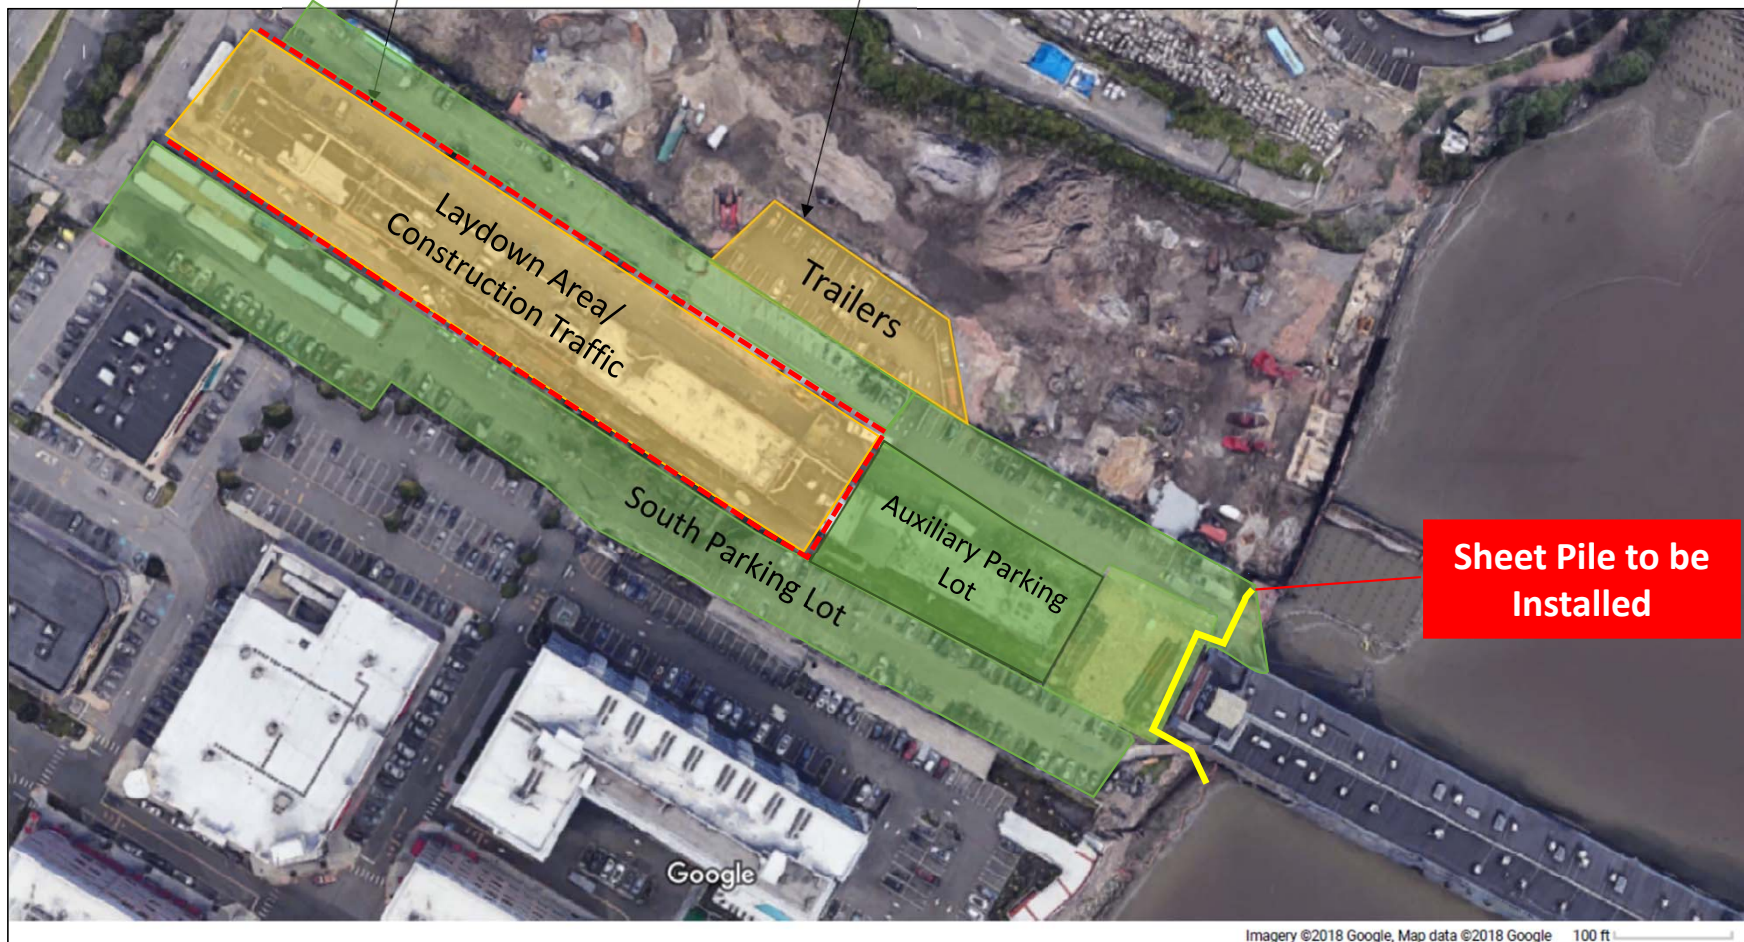 Laydown Area/
Construction Traffic
Trailers
South Parking Lot
Auxiliary Parking
Lot
Sheet Pile to be
Installed
Google
Imagery ©2018 Google, Map data ©2018 Google 100 ft